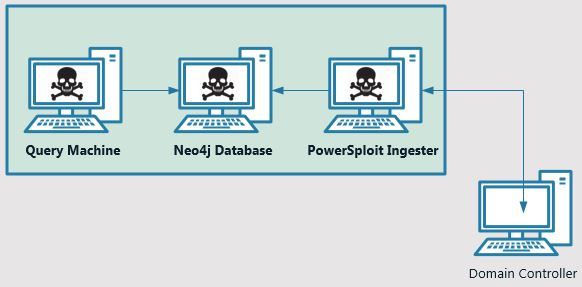 Query Machine
Neo4j Database
PowerSploit Ingester
Domain Controller